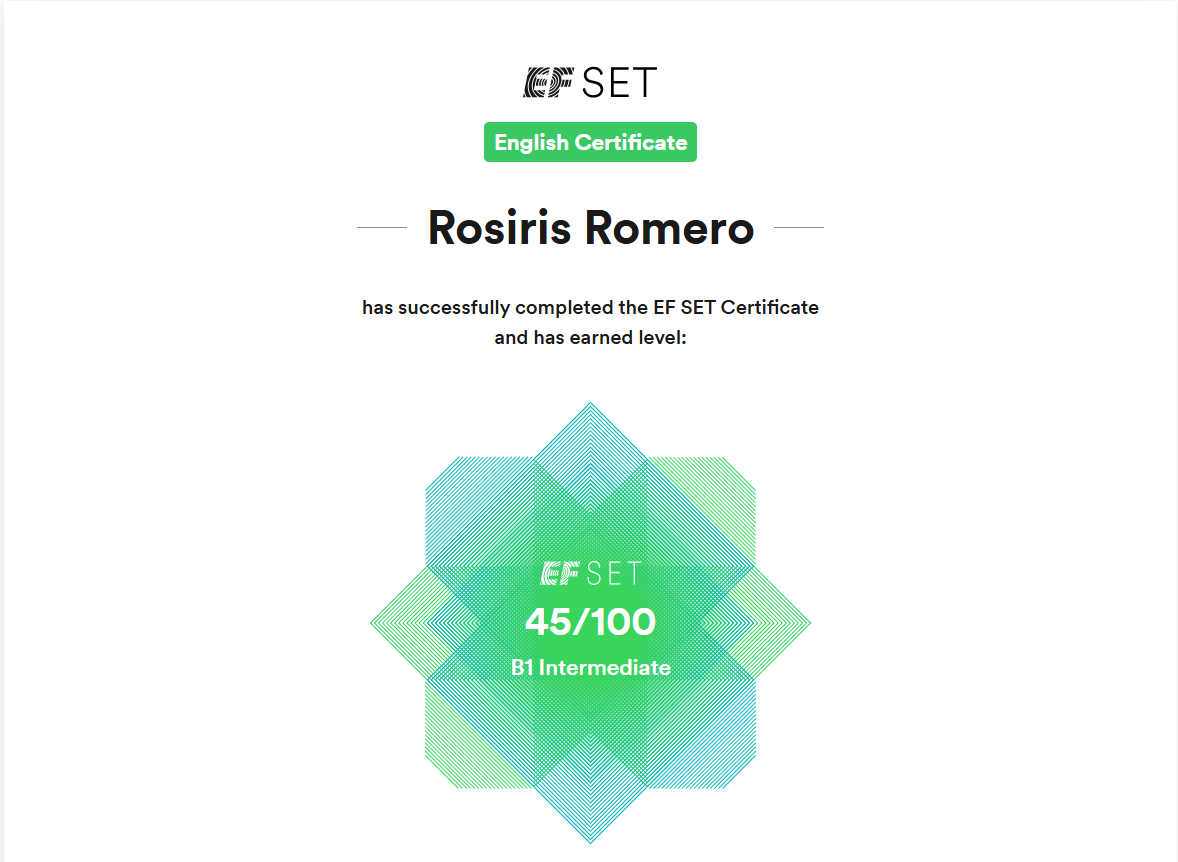 EF SET
English Certificate
Rosiris Romero
has successfully completed the EF SET Certificate
and has earned level:
EF SET
45/100
B1 Intermediate